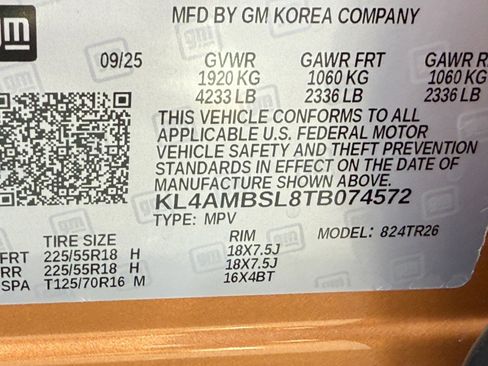 gm
MFD BY GM KOREA COMPANY
09/25 GVWR GAWR FRT GAWR R
1920 KG 1060 KG 1060 KG
4233 LB 2336 LB 2336 LB
THIS VEHICLE CONFORMS TO ALL
APPLICABLE U.S. FEDERAL MOTOR
VEHICLE SAFETY AND THEFT PREVENTION
STANDARDS IN EFFECT ON THE DATE OF
MANUFACTURE SHOWN ABOVE.
KL4AMBSL8TB074572
TYPE: MPV MODEL: 824TR26
TIRE SIZE RIM
FRT 225/55R18 H 18X7.5J
RR 225/55R18 H 18X7.5J
SPA T125/70R16 M 16X4BT